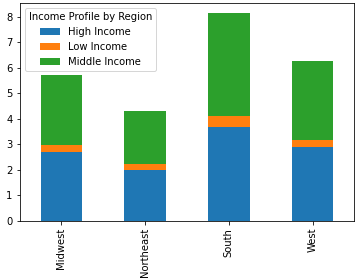 Income Profile by Region
High Income
Low Income
Middle Income
8
7
6
5
4
3
2
1
0
Midwest
Northeast
South
West